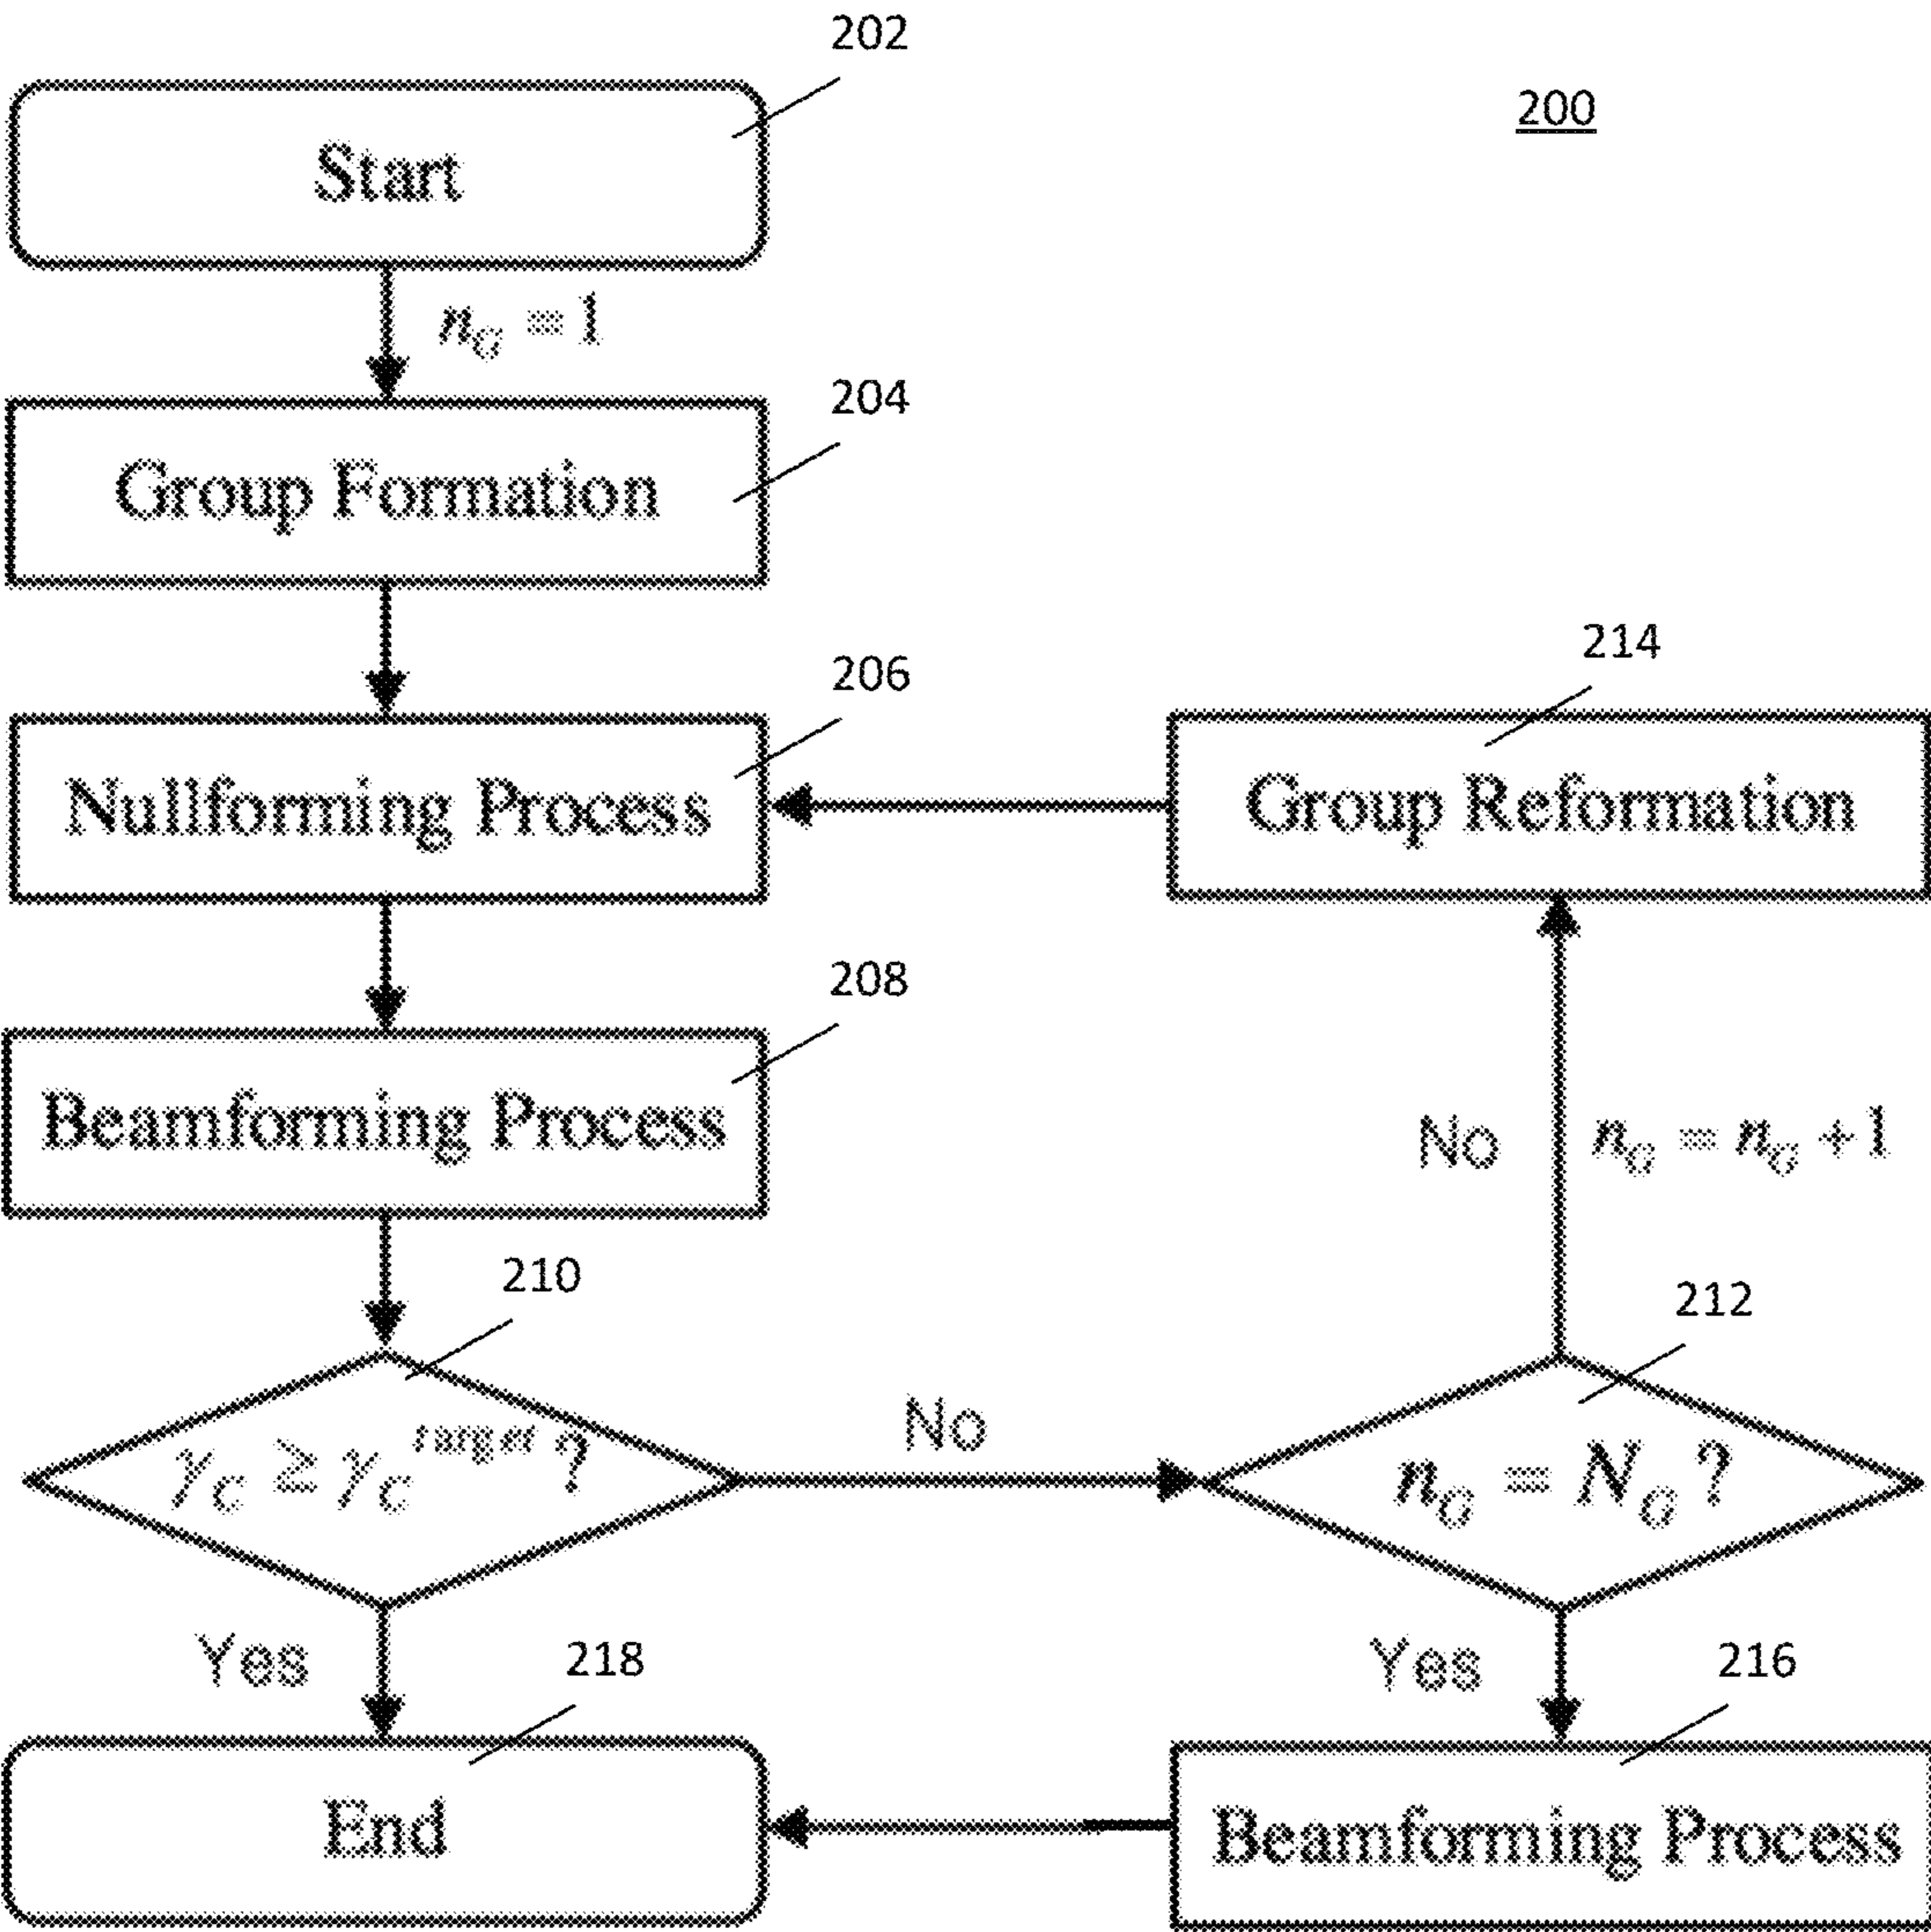 202
200
Start
n_G = 1
204
Group Formation
206
Nullforming Process
214
Group Reformation
208
Beamforming Process
No
n_G = n_G + 1
210
γ_C ≥ γ_C^target ?
No
212
n_G = N_G ?
Yes
218
End
Yes
216
Beamforming Process